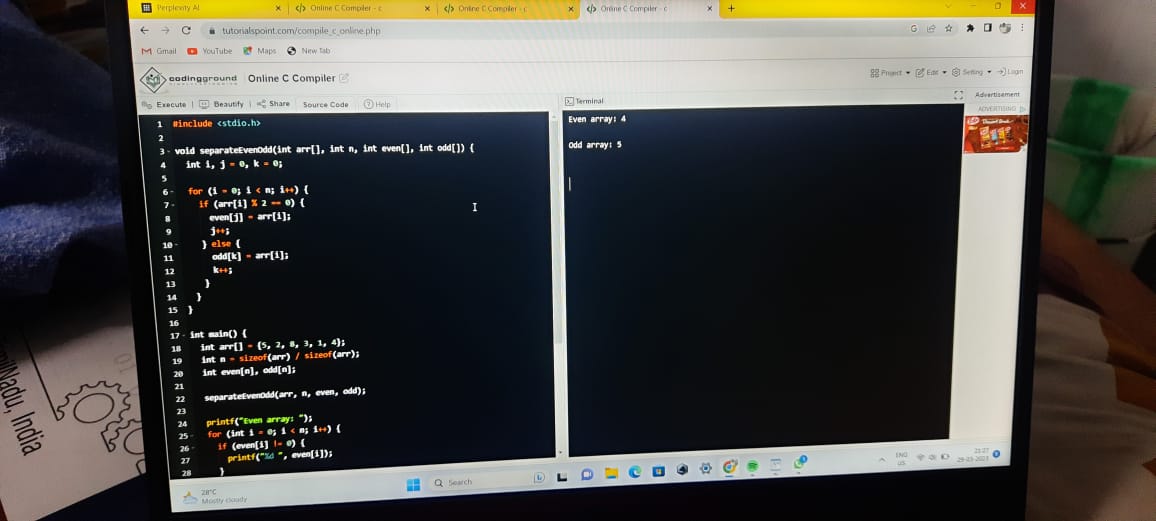 Perplexity AI
Online C Compiler - c
Online C Compiler - c
Online C Compiler - c
tutorialspoint.com/compile_c_online.php
Gmail YouTube Maps New Tab
codingground Online C Compiler
Project Edit Setting Login
Execute | Beautify | Share Source Code Help
Terminal
Advertisement
ADVERTISING
1 #include <stdio.h>
2
3 void separateEvenOdd(int arr[], int n, int even[], int odd[]) {
4 int i, j = 0, k = 0;
5
6 for (i = 0; i < n; i++) {
7 if (arr[i] % 2 == 0) {
8 even[j] = arr[i];
9 j++;
10 } else {
11 odd[k] = arr[i];
12 k++;
13 }
14 }
15 }
16
17 int main() {
18 int arr[] = {5, 2, 8, 3, 1, 4};
19 int n = sizeof(arr) / sizeof(arr);
20 int even[n], odd[n];
21
22 separateEvenOdd(arr, n, even, odd);
23
24 printf("Even array: ");
25 for (int i = 0; i < n; i++) {
26 if (even[i] != 0) {
27 printf("%d ", even[i]);
28 }
Even array: 4
Odd array: 5
28°C
Mostly cloudy
Search
ENG
US
21:27
29-03-2023
milNadu, India